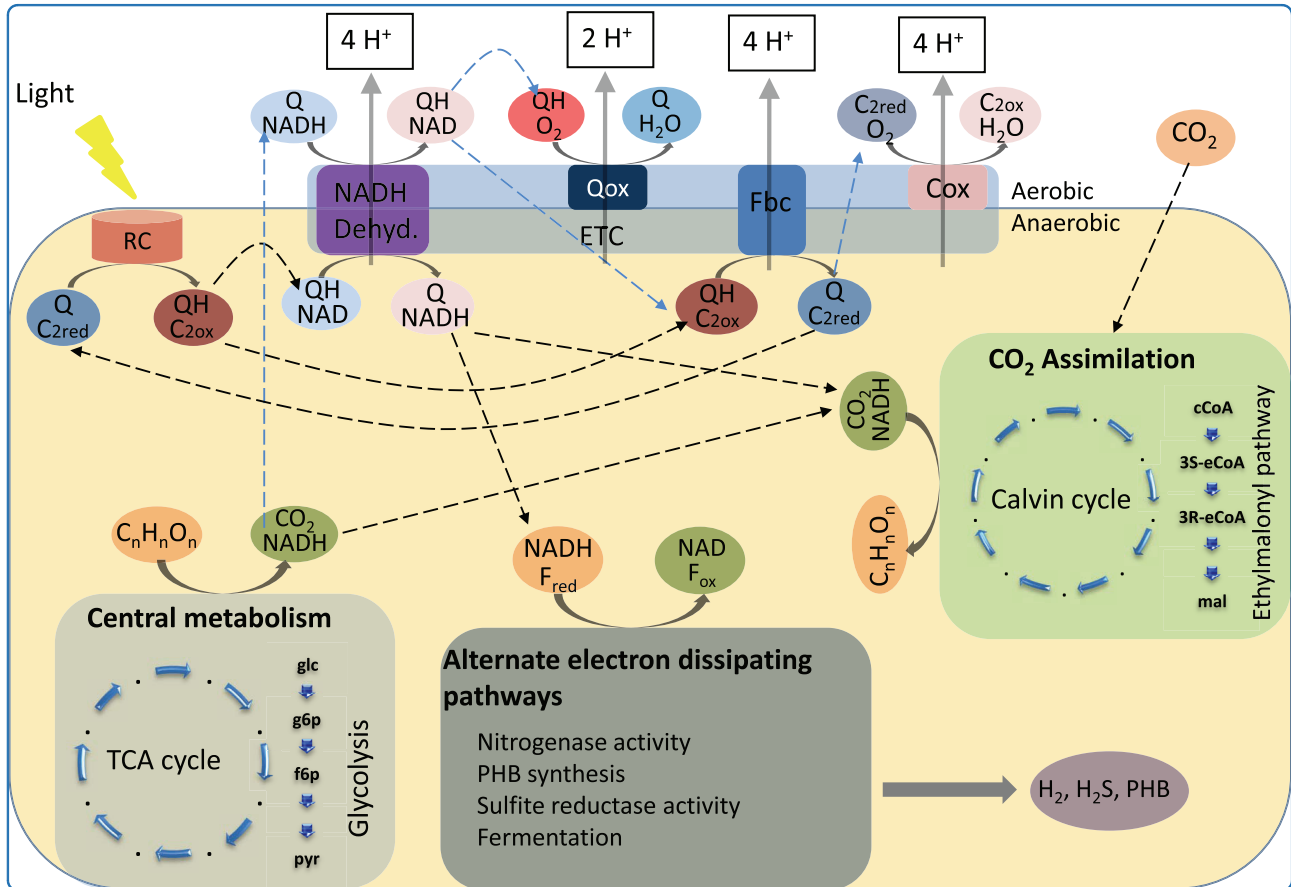 4 H+
2 H+
4 H+
4 H+
Light
Q
NADH
QH
NAD
QH
O2
Q
H2O
C2red
O2
C2ox
H2O
CO2
NADH
Dehyd.
Qox
Fbc
Cox
Aerobic
Anaerobic
ETC
RC
Q
C2red
QH
C2ox
QH
NAD
Q
NADH
QH
C2ox
Q
C2red
CO2
NADH
CnHnOn
CO2 Assimilation
Calvin cycle
cCoA
3S-eCoA
3R-eCoA
mal
Ethylmalonyl pathway
CnHnOn
CO2
NADH
NADH
Fred
NAD
Fox
Central metabolism
TCA cycle
glc
g6p
f6p
pyr
Glycolysis
Alternate electron dissipating
pathways
Nitrogenase activity
PHB synthesis
Sulfite reductase activity
Fermentation
H2, H2S, PHB